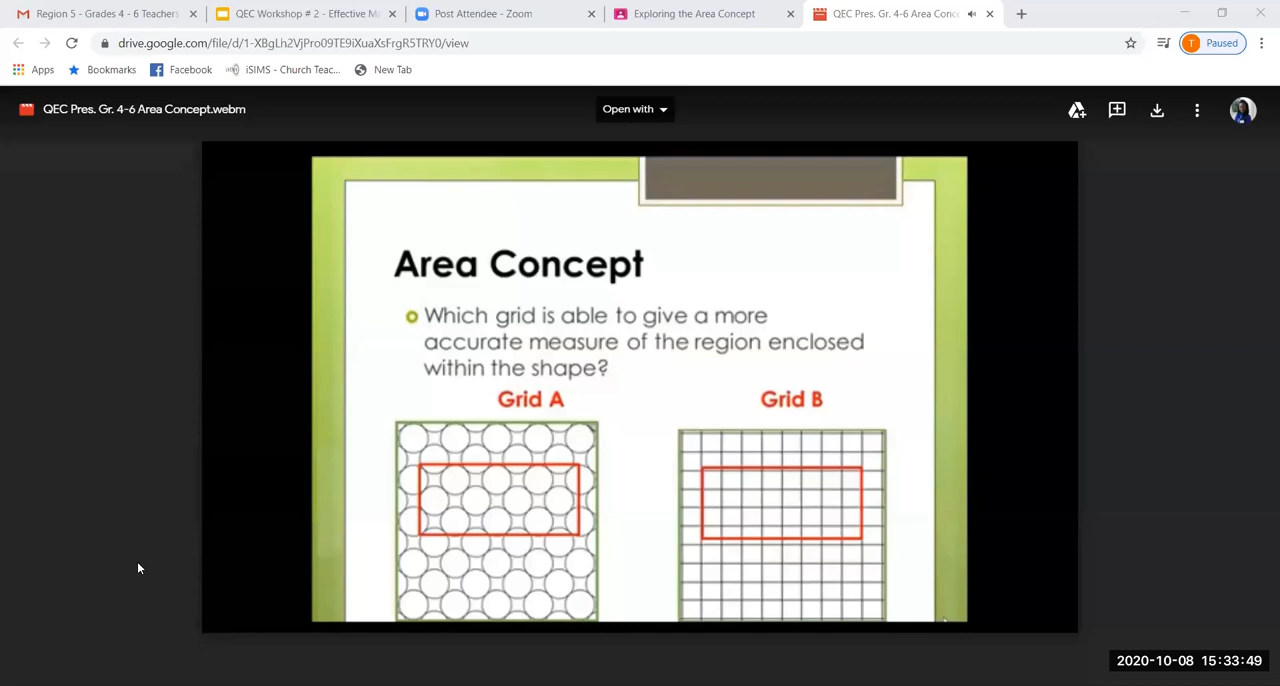 Region 5 - Grades 4 - 6 Teachers
QEC Workshop # 2 - Effective Ma
Post Attendee - Zoom
Exploring the Area Concept
QEC Pres. Gr. 4-6 Area Conce
drive.google.com/file/d/1-XBgLh2VjPro09TE9iXuaXsFrgR5TRY0/view
T
Paused
Apps
Bookmarks
Facebook
iSIMS - Church Teac...
New Tab
QEC Pres. Gr. 4-6 Area Concept.webm
Open with
Area Concept
Which grid is able to give a more
accurate measure of the region enclosed
within the shape?
Grid A
Grid B
2020-10-08 15:33:49